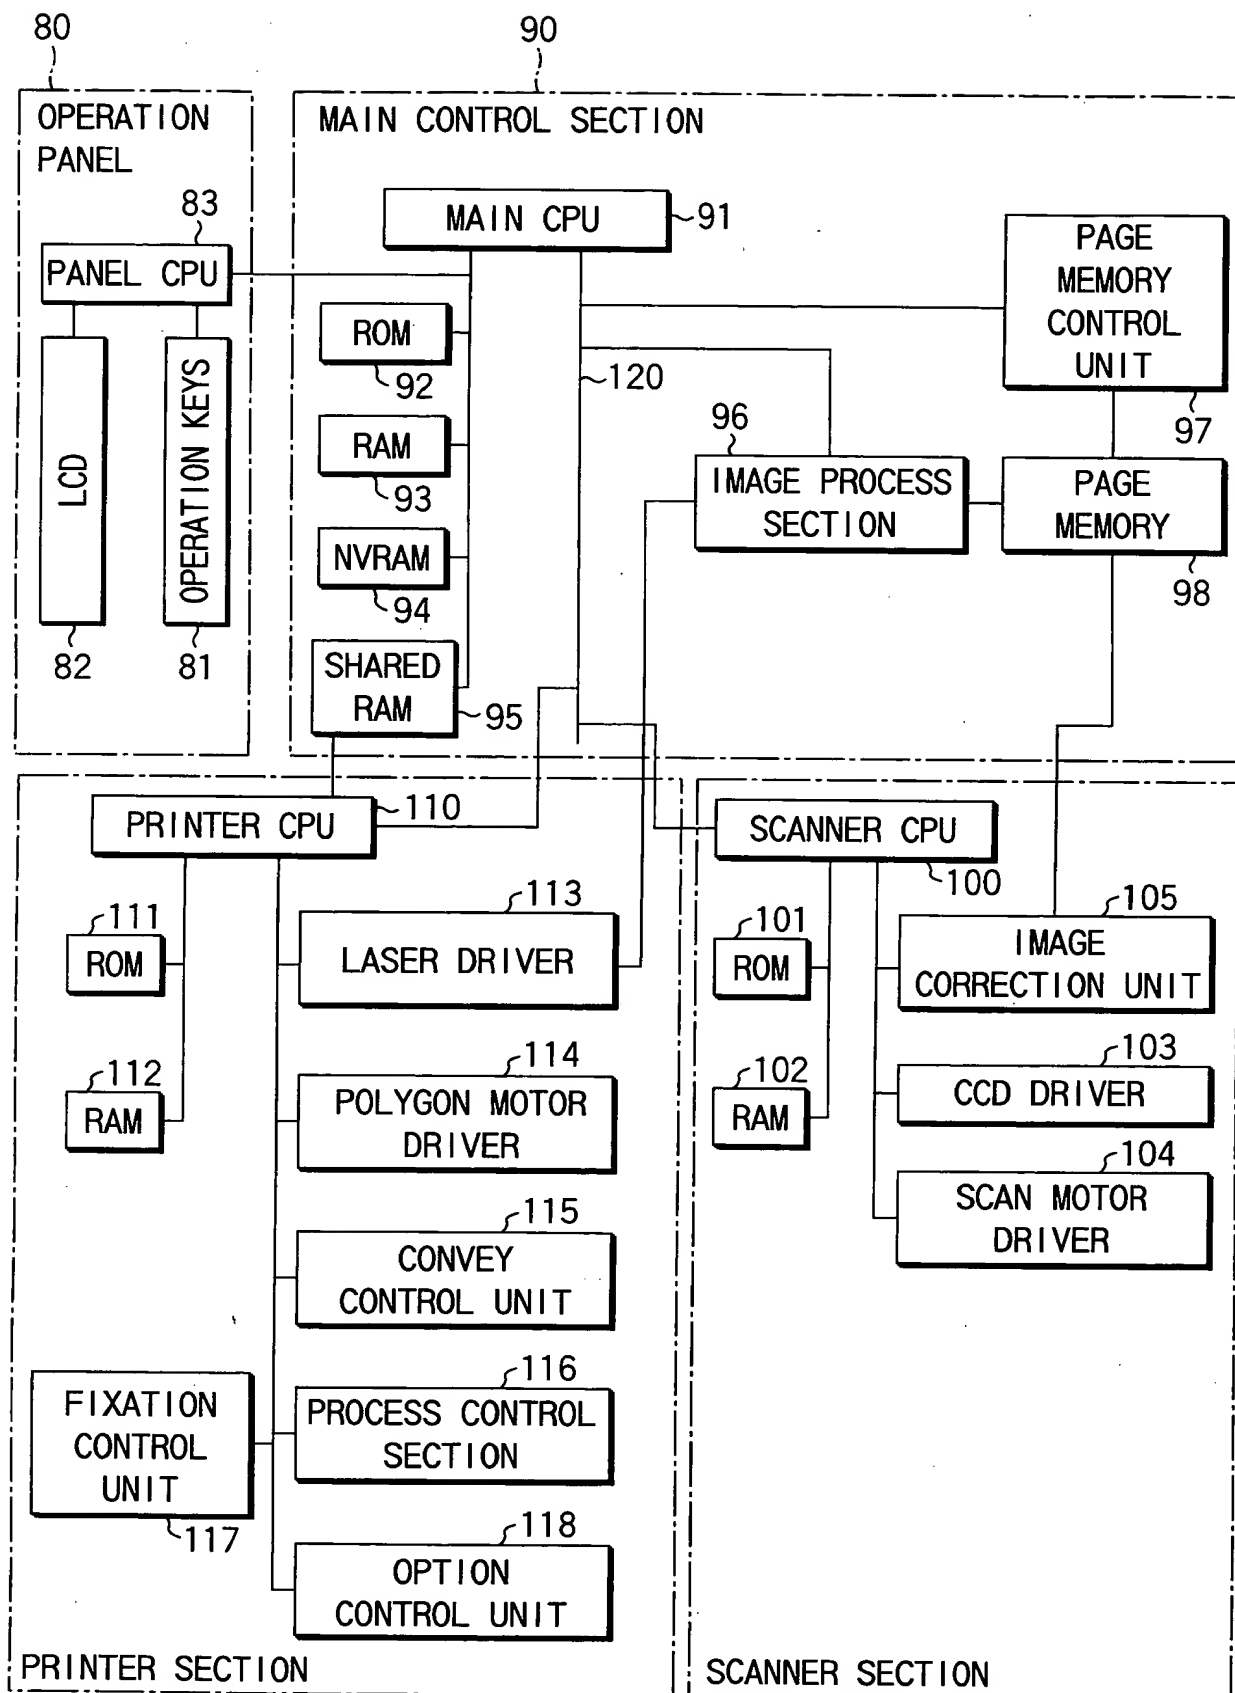 80
90
OPERATION
PANEL
MAIN CONTROL SECTION
83
PANEL CPU
LCD
OPERATION KEYS
82
81
MAIN CPU
91
ROM
92
RAM
93
NVRAM
94
SHARED
RAM
95
120
PAGE
MEMORY
CONTROL
UNIT
97
96
IMAGE PROCESS
SECTION
PAGE
MEMORY
98
PRINTER CPU
110
111
ROM
112
RAM
113
LASER DRIVER
114
POLYGON MOTOR
DRIVER
115
CONVEY
CONTROL UNIT
116
PROCESS CONTROL
SECTION
FIXATION
CONTROL
UNIT
117
118
OPTION
CONTROL UNIT
PRINTER SECTION
SCANNER CPU
100
101
ROM
102
RAM
105
IMAGE
CORRECTION UNIT
103
CCD DRIVER
104
SCAN MOTOR
DRIVER
SCANNER SECTION